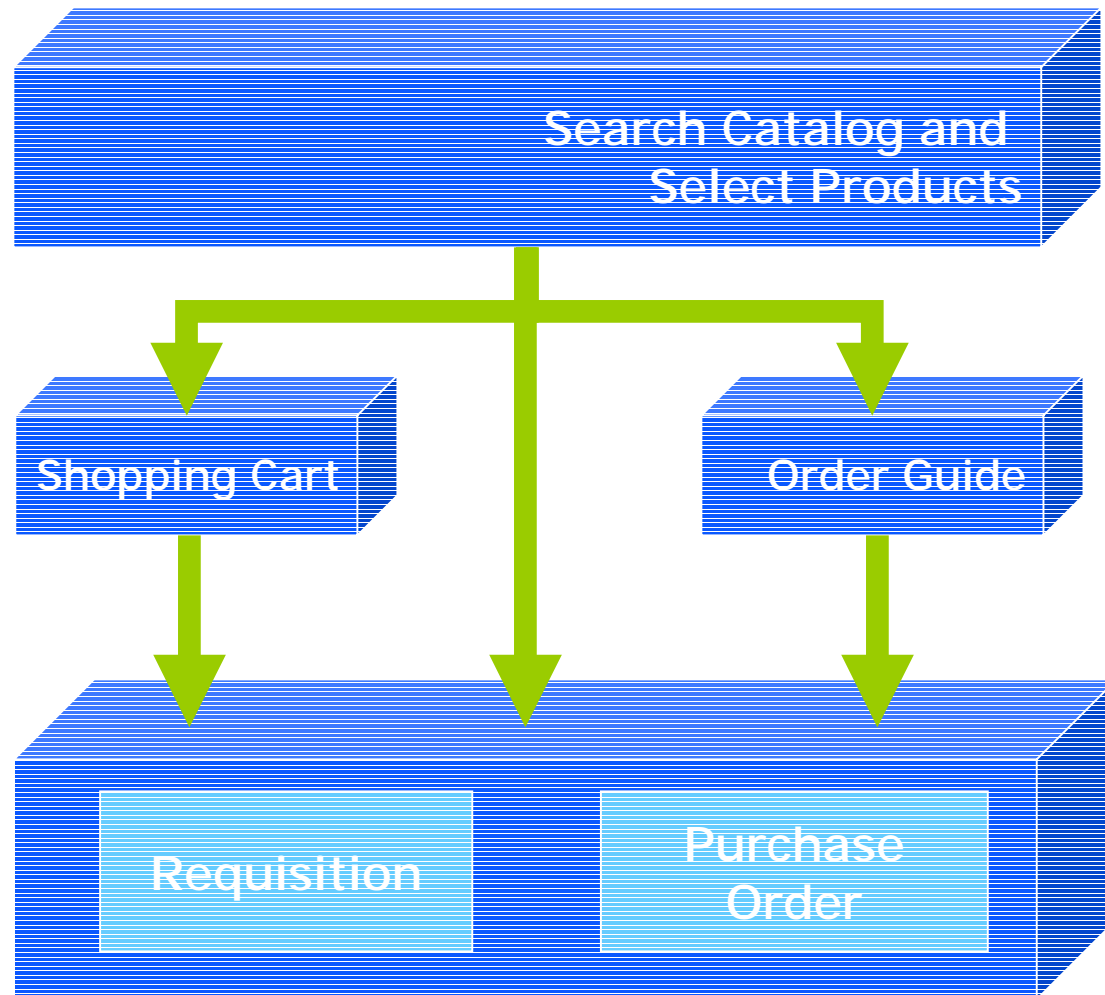 Search Catalog and
Select Products
Shopping Cart
Order Guide
Requisition
Purchase
Order